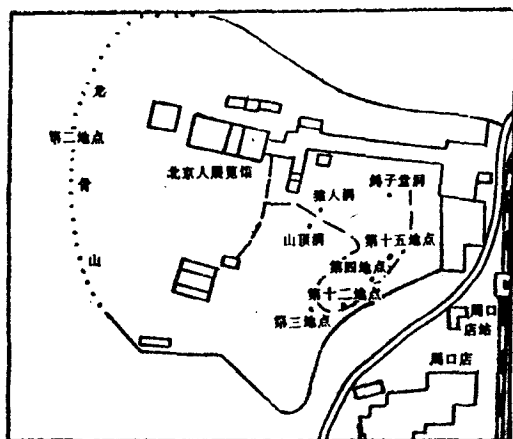 龙
第二地点
骨
山
北京人展览馆
猿人洞
鸽子堂洞
山顶洞
第十五地点
第四地点
第十二地点
第三地点
周口
店站
周口店